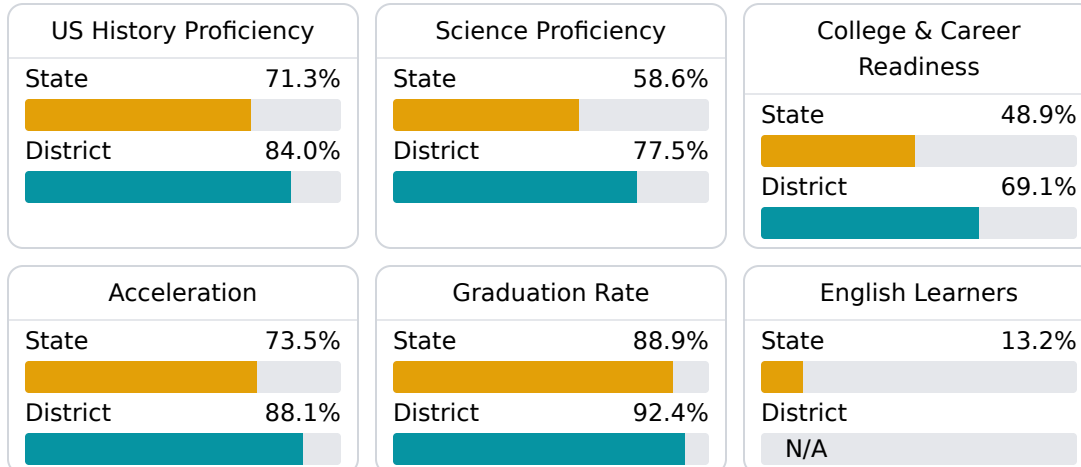 US History Proficiency
State 71.3%
District 84.0%
Science Proficiency
State 58.6%
District 77.5%
College & Career
Readiness
State 48.9%
District 69.1%
Acceleration
State 73.5%
District 88.1%
Graduation Rate
State 88.9%
District 92.4%
English Learners
State 13.2%
District
N/A